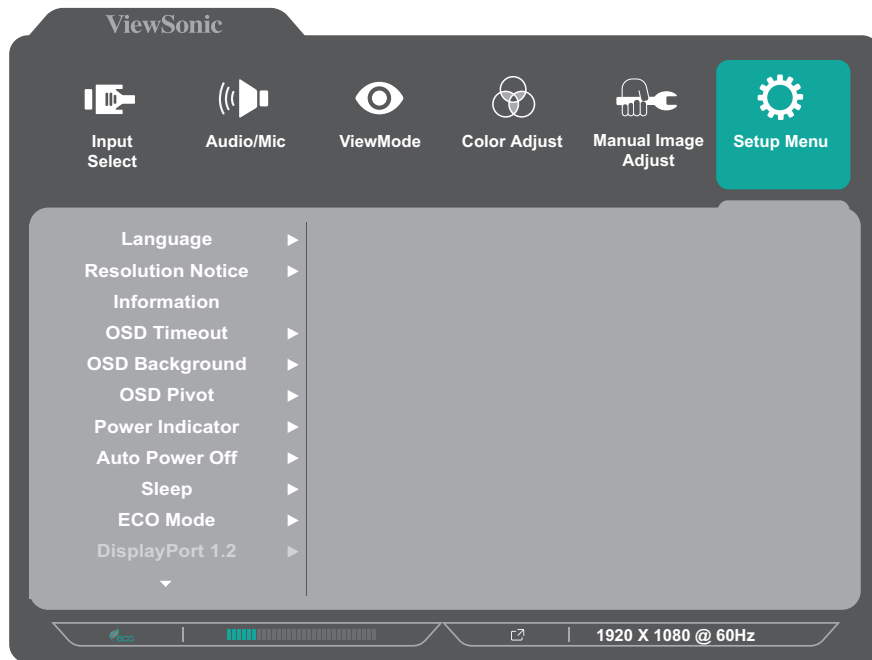 ViewSonic
Input
Select
Audio/Mic
ViewMode
Color Adjust
Manual Image
Adjust
Setup Menu
Language
Resolution Notice
Information
OSD Timeout
OSD Background
OSD Pivot
Power Indicator
Auto Power Off
Sleep
ECO Mode
DisplayPort 1.2
eco
1920 X 1080 @ 60Hz